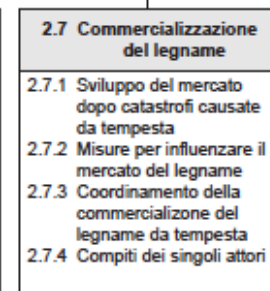 2.7 Commercializzazione
del legname
2.7.1 Sviluppo del mercato
dopo catastrofi causate
da tempesta
2.7.2 Misure per influenzare il
mercato del legname
2.7.3 Coordinamento della
commercializone del
legname da tempesta
2.7.4 Compiti dei singoli attori